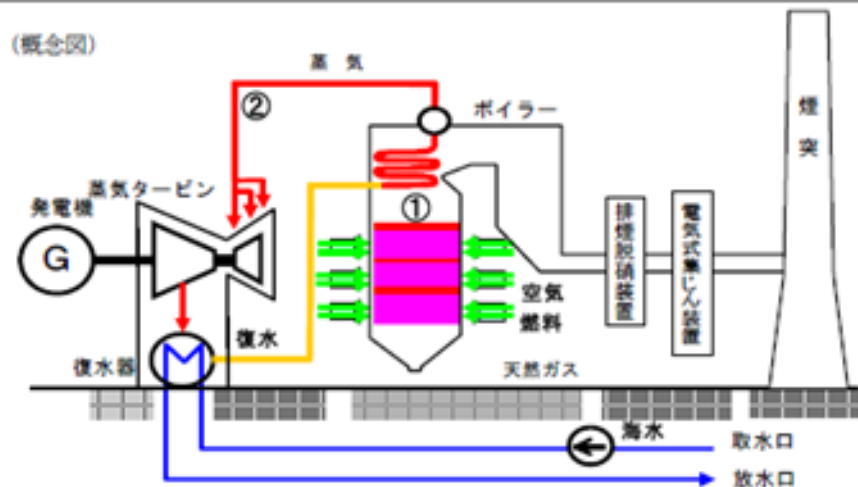 (概念図)
蒸 気
②
ボイラー
煙突
蒸気タービン
発電機
①
G
排煙脱硝装置
電気式集じん装置
空気
燃料
復水
復水器
天然ガス
海水
取水口
放水口